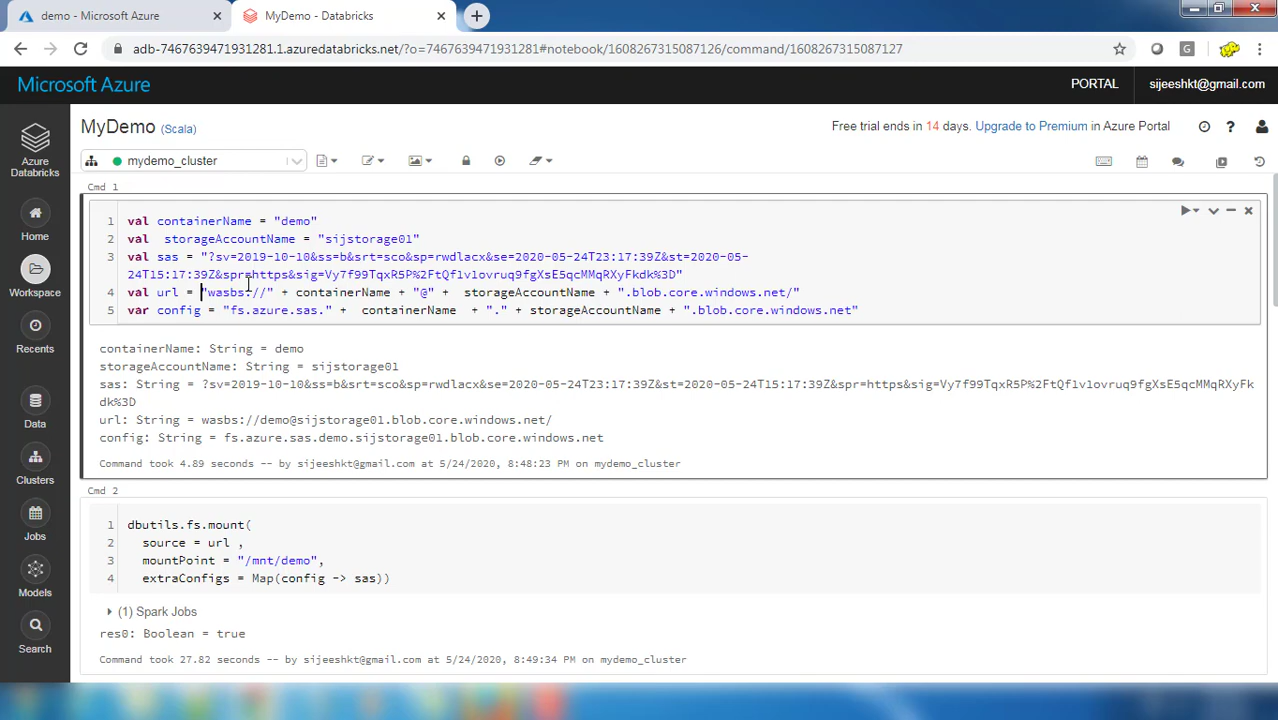 demo - Microsoft Azure
MyDemo - Databricks
adb-7467639471931281.1.azuredatabricks.net/?o=7467639471931281#notebook/1608267315087126/command/1608267315087127
G
Microsoft Azure
PORTAL
sijeeshkt@gmail.com
Azure Databricks
Home
Workspace
Recents
Data
Clusters
Jobs
Models
Search
MyDemo (Scala)
Free trial ends in 14 days. Upgrade to Premium in Azure Portal
mydemo_cluster
Cmd 1
1 val containerName = "demo"
2 val  storageAccountName = "sijstorage01"
3 val sas = "?sv=2019-10-10&ss=b&srt=sco&sp=rwdlacx&se=2020-05-24T23:17:39Z&st=2020-05-
24T15:17:39Z&spr=https&sig=Vy7f99TqxR5P%2FtQf1v1ovruq9fgXsE5qcMMqRXyFkdk%3D"
4 val url = "wasbs://" + containerName + "@" +  storageAccountName + ".blob.core.windows.net/"
5 var config = "fs.azure.sas." +  containerName  + "." + storageAccountName + ".blob.core.windows.net"
containerName: String = demo
storageAccountName: String = sijstorage01
sas: String = ?sv=2019-10-10&ss=b&srt=sco&sp=rwdlacx&se=2020-05-24T23:17:39Z&st=2020-05-24T15:17:39Z&spr=https&sig=Vy7f99TqxR5P%2FtQf1v1ovruq9fgXsE5qcMMqRXyFk
dk%3D
url: String = wasbs://demo@sijstorage01.blob.core.windows.net/
config: String = fs.azure.sas.demo.sijstorage01.blob.core.windows.net
Command took 4.89 seconds -- by sijeeshkt@gmail.com at 5/24/2020, 8:48:23 PM on mydemo_cluster
Cmd 2
1 dbutils.fs.mount(
2   source = url ,
3   mountPoint = "/mnt/demo",
4   extraConfigs = Map(config -> sas))
(1) Spark Jobs
res0: Boolean = true
Command took 27.82 seconds -- by sijeeshkt@gmail.com at 5/24/2020, 8:49:34 PM on mydemo_cluster